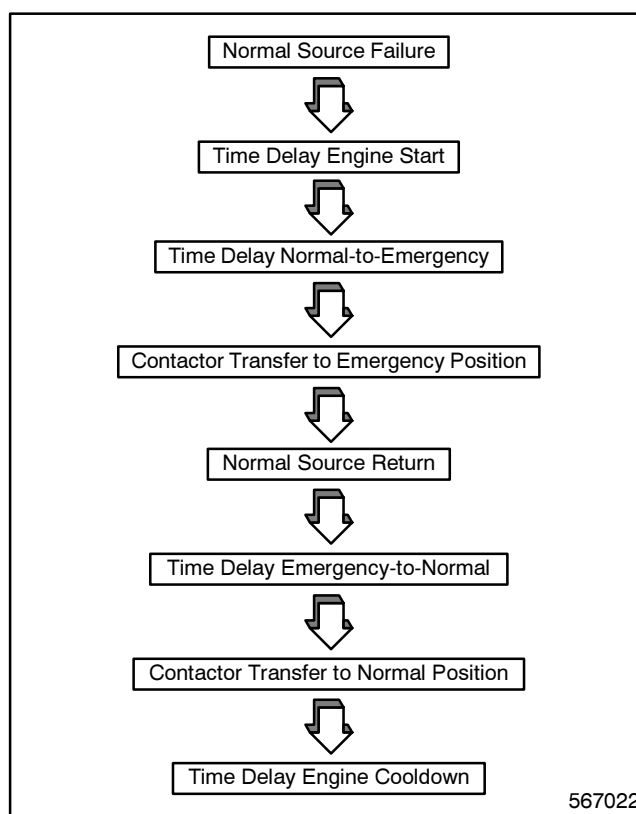 Normal Source Failure
Time Delay Engine Start
Time Delay Normal-to-Emergency
Contactor Transfer to Emergency Position
Normal Source Return
Time Delay Emergency-to-Normal
Contactor Transfer to Normal Position
Time Delay Engine Cooldown
567022